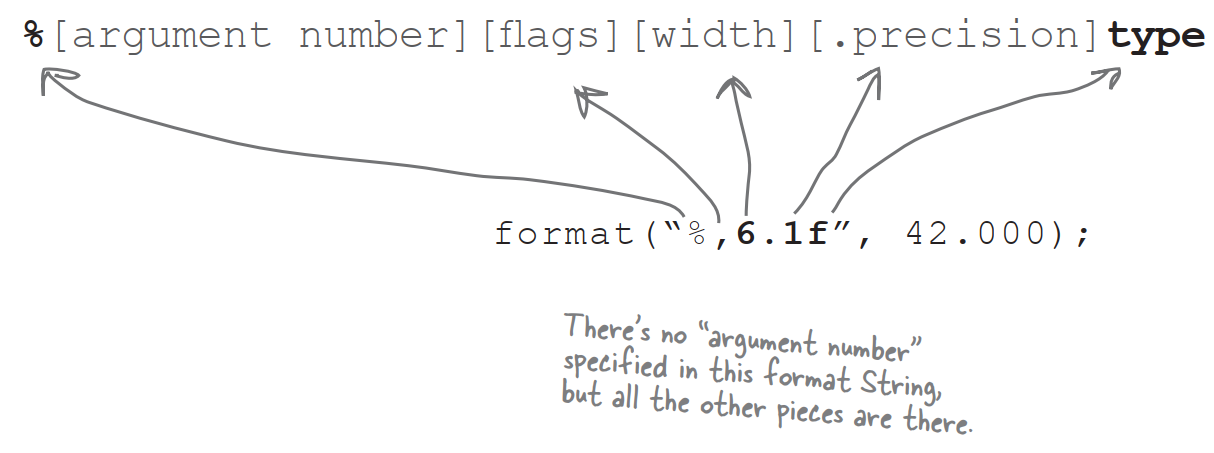 %[argument number][flags][width][.precision]type
format(“%,6.1f”, 42.000);
There’s no “argument number”
specified in this format String,
but all the other pieces are there.